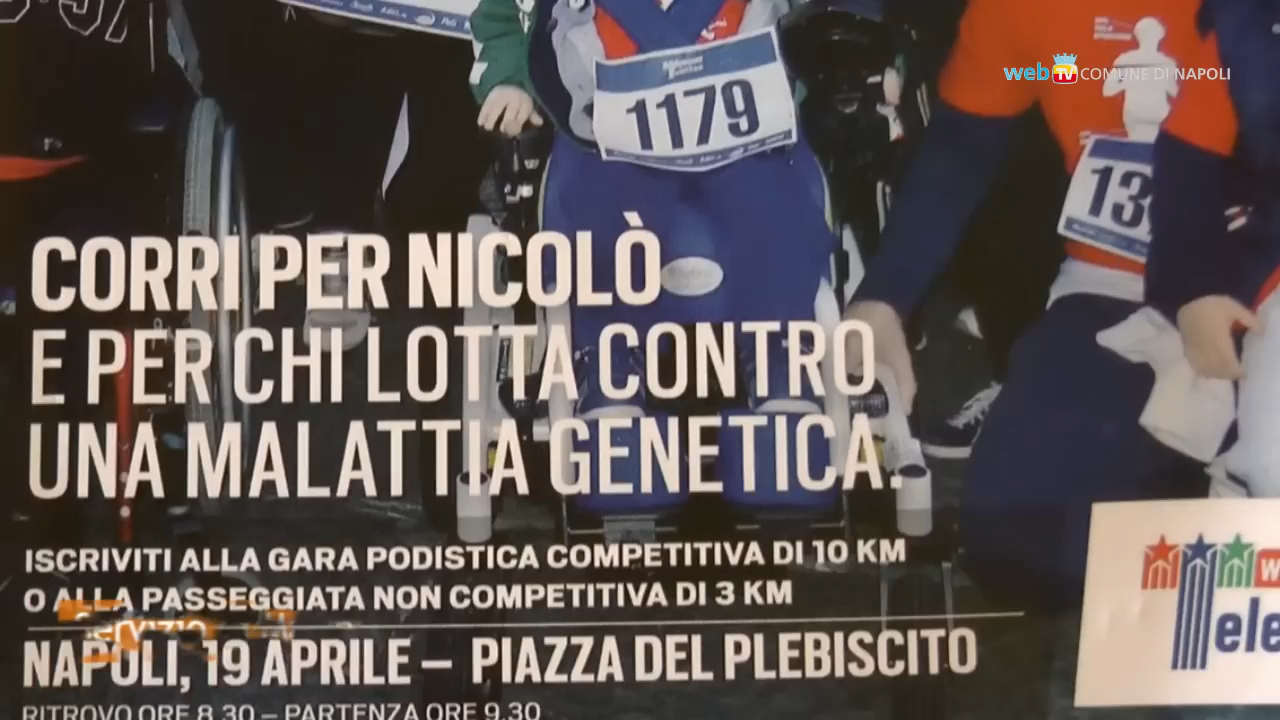 web TV COMUNE DI NAPOLI
1179
13
CORRI PER NICOLÒ
E PER CHI LOTTA CONTRO
UNA MALATTIA GENETICA.
ISCRIVITI ALLA GARA PODISTICA COMPETITIVA DI 10 KM
O ALLA PASSEGGIATA NON COMPETITIVA DI 3 KM
NAPOLI, 19 APRILE – PIAZZA DEL PLEBISCITO
RITROVO ORE 8.30 – PARTENZA ORE 9.30
W
Tele